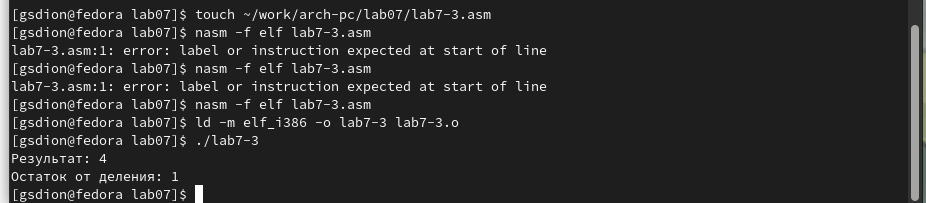 [gsdion@fedora lab07]$ touch ~/work/arch-pc/lab07/lab7-3.asm
[gsdion@fedora lab07]$ nasm -f elf lab7-3.asm
lab7-3.asm:1: error: label or instruction expected at start of line
[gsdion@fedora lab07]$ nasm -f elf lab7-3.asm
lab7-3.asm:1: error: label or instruction expected at start of line
[gsdion@fedora lab07]$ nasm -f elf lab7-3.asm
[gsdion@fedora lab07]$ ld -m elf_i386 -o lab7-3 lab7-3.o
[gsdion@fedora lab07]$ ./lab7-3
Результат: 4
Остаток от деления: 1
[gsdion@fedora lab07]$